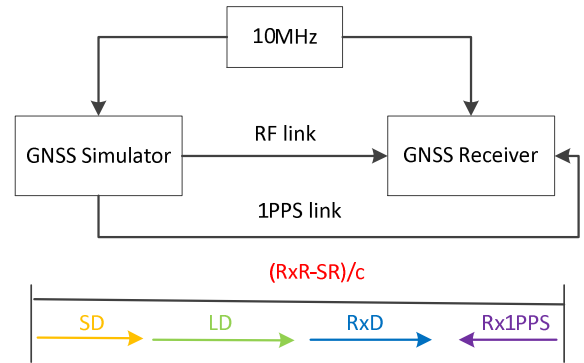 10MHz
GNSS Simulator
RF link
GNSS Receiver
1PPS link
(RxR-SR)/c
SD
LD
RxD
Rx1PPS